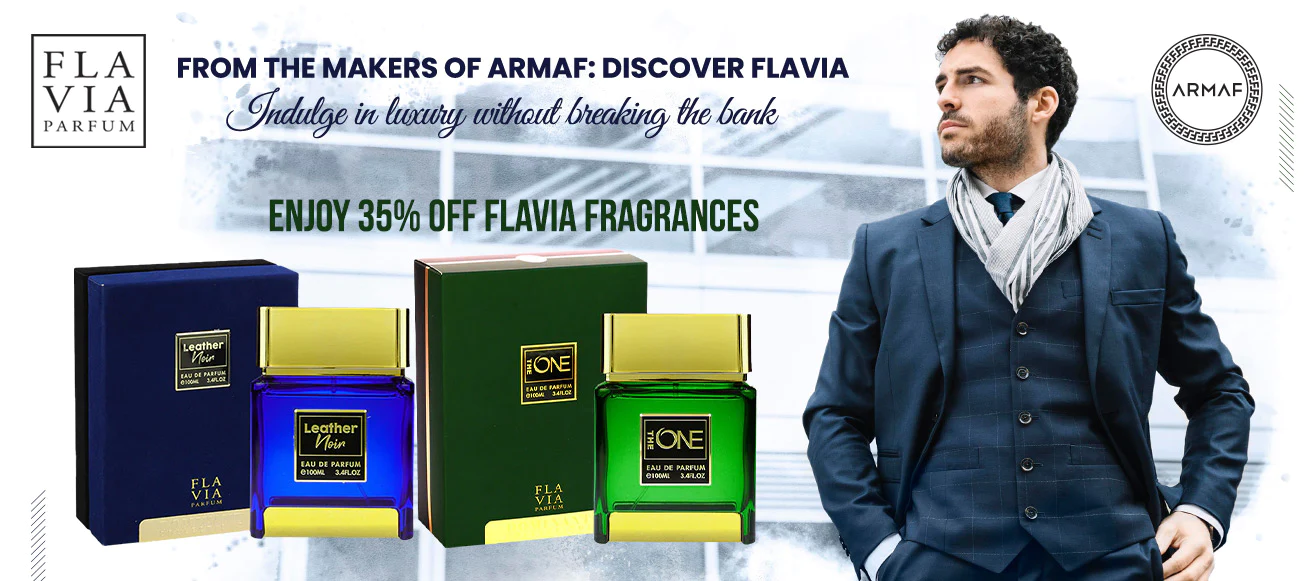 FLA
VIA
PARFUM
FROM THE MAKERS OF ARMAF: DISCOVER FLAVIA
Indulge in luxury without breaking the bank
ARMAF
ENJOY 35% OFF FLAVIA FRAGRANCES
Leather
Noir
EAU DE PARFUM
℮100ML 3.4FL.OZ
FLA
VIA
PARFUM
Leather
Noir
EAU DE PARFUM
℮100ML 3.4FL.OZ
THE ONE
EAU DE PARFUM
℮100ML 3.4FL.OZ
FLA
VIA
PARFUM
THE ONE
EAU DE PARFUM
℮100ML 3.4FL.OZ